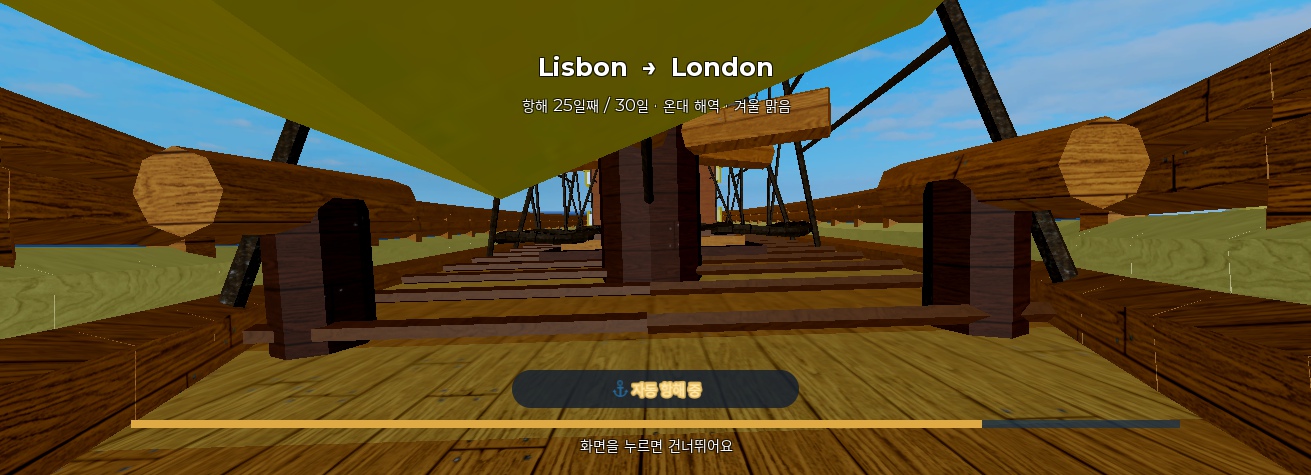 Lisbon → London
항해 25일째 / 30일 · 온대 해역 · 겨울 맑음
⚓ 자동 항해 중
화면을 누르면 건너뛰어요